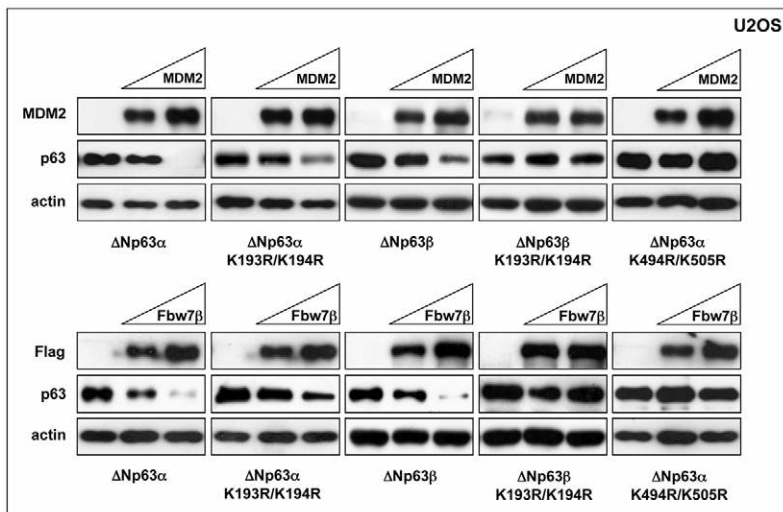 U2OS
MDM2 MDM2 MDM2 MDM2 MDM2
MDM2
p63
actin
ΔNp63α ΔNp63α ΔNp63β ΔNp63β ΔNp63α
K193R/K194R K193R/K194R K494R/K505R
Fbw7β Fbw7β Fbw7β Fbw7β Fbw7β
Flag
p63
actin
ΔNp63α ΔNp63α ΔNp63β ΔNp63β ΔNp63α
K193R/K194R K193R/K194R K494R/K505R